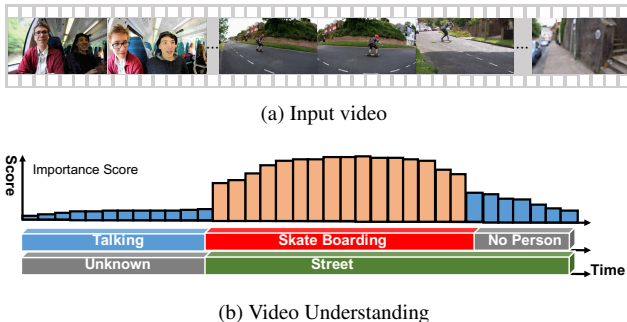 ... ...
(a) Input video
Score
Importance Score
Talking
Skate Boarding
No Person
Unknown
Street
Time
(b) Video Understanding